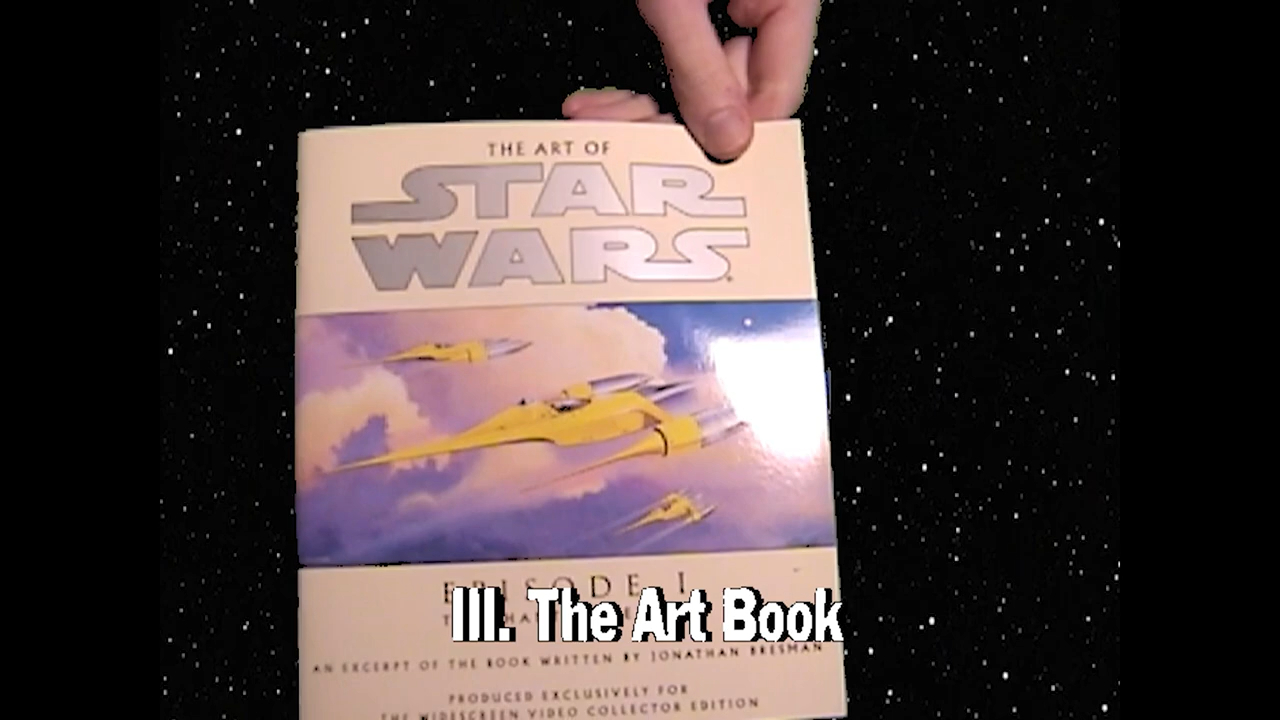 THE ART OF
STAR
WARS
EPISODE I
III. The Art Book
AN EXCERPT OF THE BOOK WRITTEN BY JONATHAN BRESMAN
PRODUCED EXCLUSIVELY FOR
THE WIDESCREEN VIDEO COLLECTOR EDITION